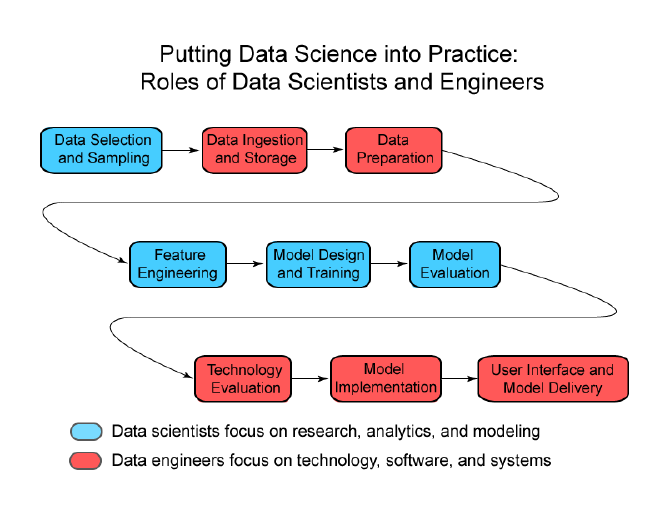 Putting Data Science into Practice:
Roles of Data Scientists and Engineers
Data Selection
and Sampling
Data Ingestion
and Storage
Data
Preparation
Feature
Engineering
Model Design
and Training
Model
Evaluation
Technology
Evaluation
Model
Implementation
User Interface and
Model Delivery
Data scientists focus on research, analytics, and modeling
Data engineers focus on technology, software, and systems